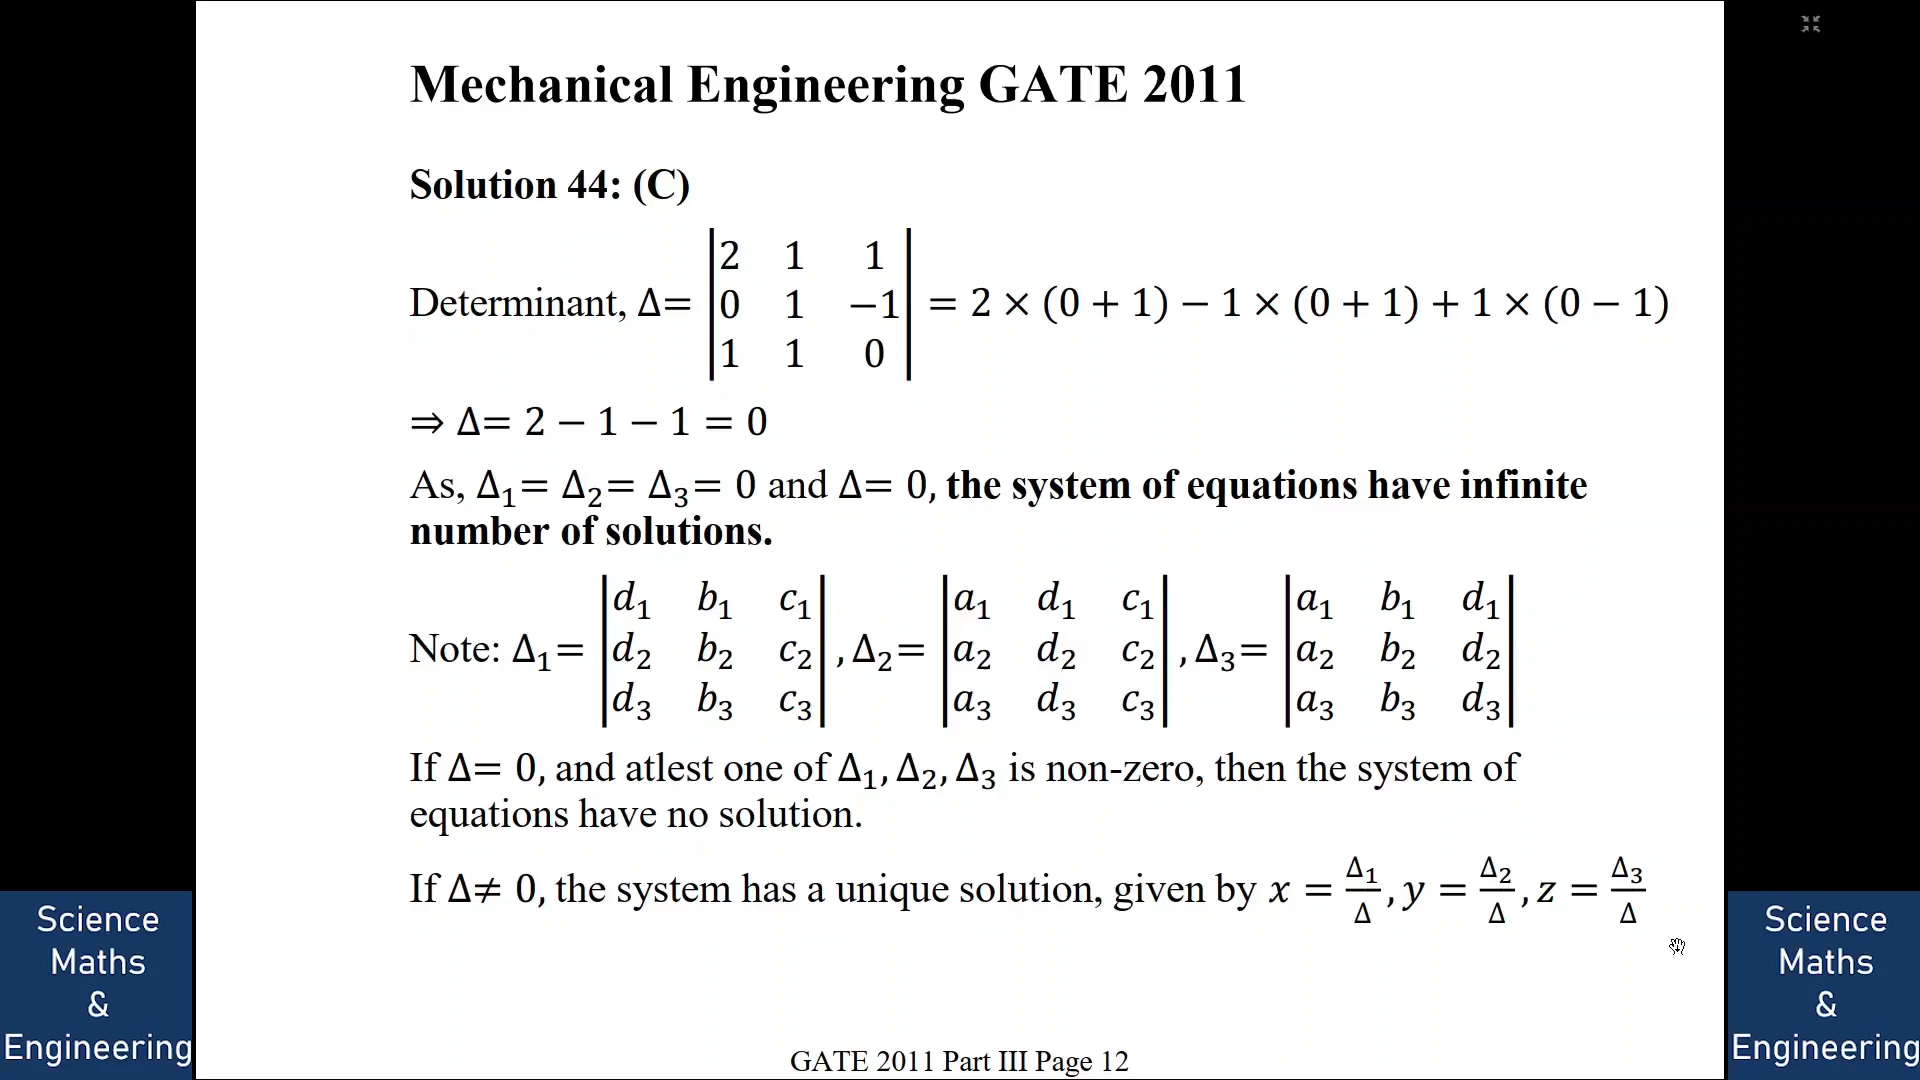 Mechanical Engineering GATE 2011
Solution 44: (C)
Determinant, Δ= |2 1 1|
|0 1 −1| = 2 × (0 + 1) − 1 × (0 + 1) + 1 × (0 − 1)
|1 1 0|
⇒ Δ= 2 − 1 − 1 = 0
As, Δ₁= Δ₂= Δ₃= 0 and Δ= 0, the system of equations have infinite
number of solutions.
Note: Δ₁= |d₁ b₁ c₁| , Δ₂= |a₁ d₁ c₁| , Δ₃= |a₁ b₁ d₁|
|d₂ b₂ c₂| |a₂ d₂ c₂| |a₂ b₂ d₂|
|d₃ b₃ c₃| |a₃ d₃ c₃| |a₃ b₃ d₃|
If Δ= 0, and atlest one of Δ₁, Δ₂, Δ₃ is non-zero, then the system of
equations have no solution.
If Δ≠ 0, the system has a unique solution, given by x = Δ₁/Δ , y = Δ₂/Δ , z = Δ₃/Δ
Science
Maths
&
Engineering
Science
Maths
&
Engineering
GATE 2011 Part III Page 12